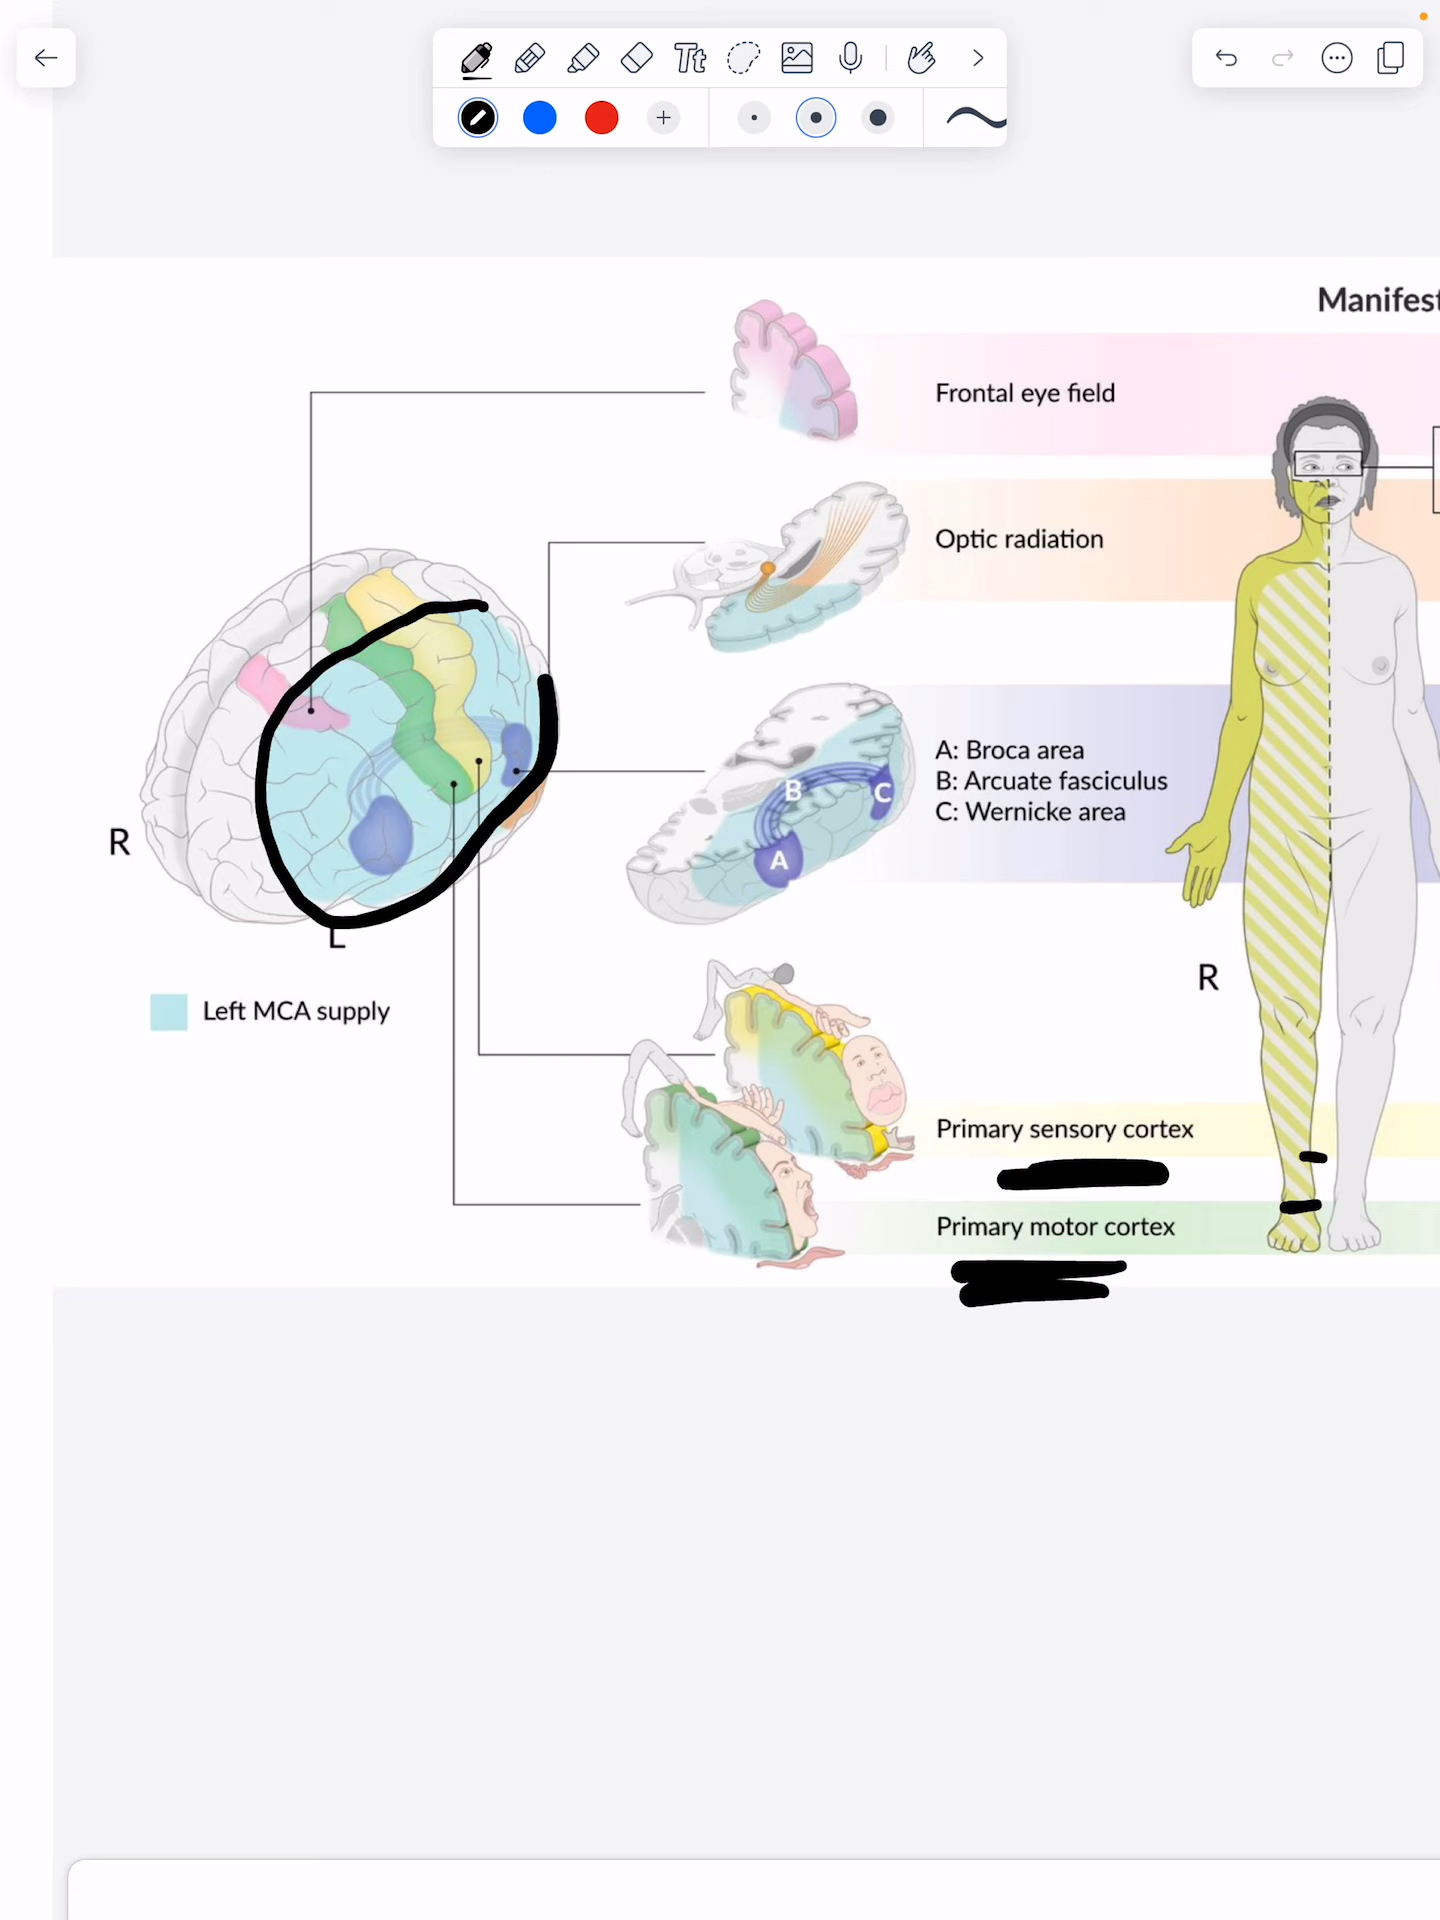 Tt
Manifest
Frontal eye field
Optic radiation
A: Broca area
B: Arcuate fasciculus
C: Wernicke area
B
C
A
R
L
Left MCA supply
R
Primary sensory cortex
Primary motor cortex